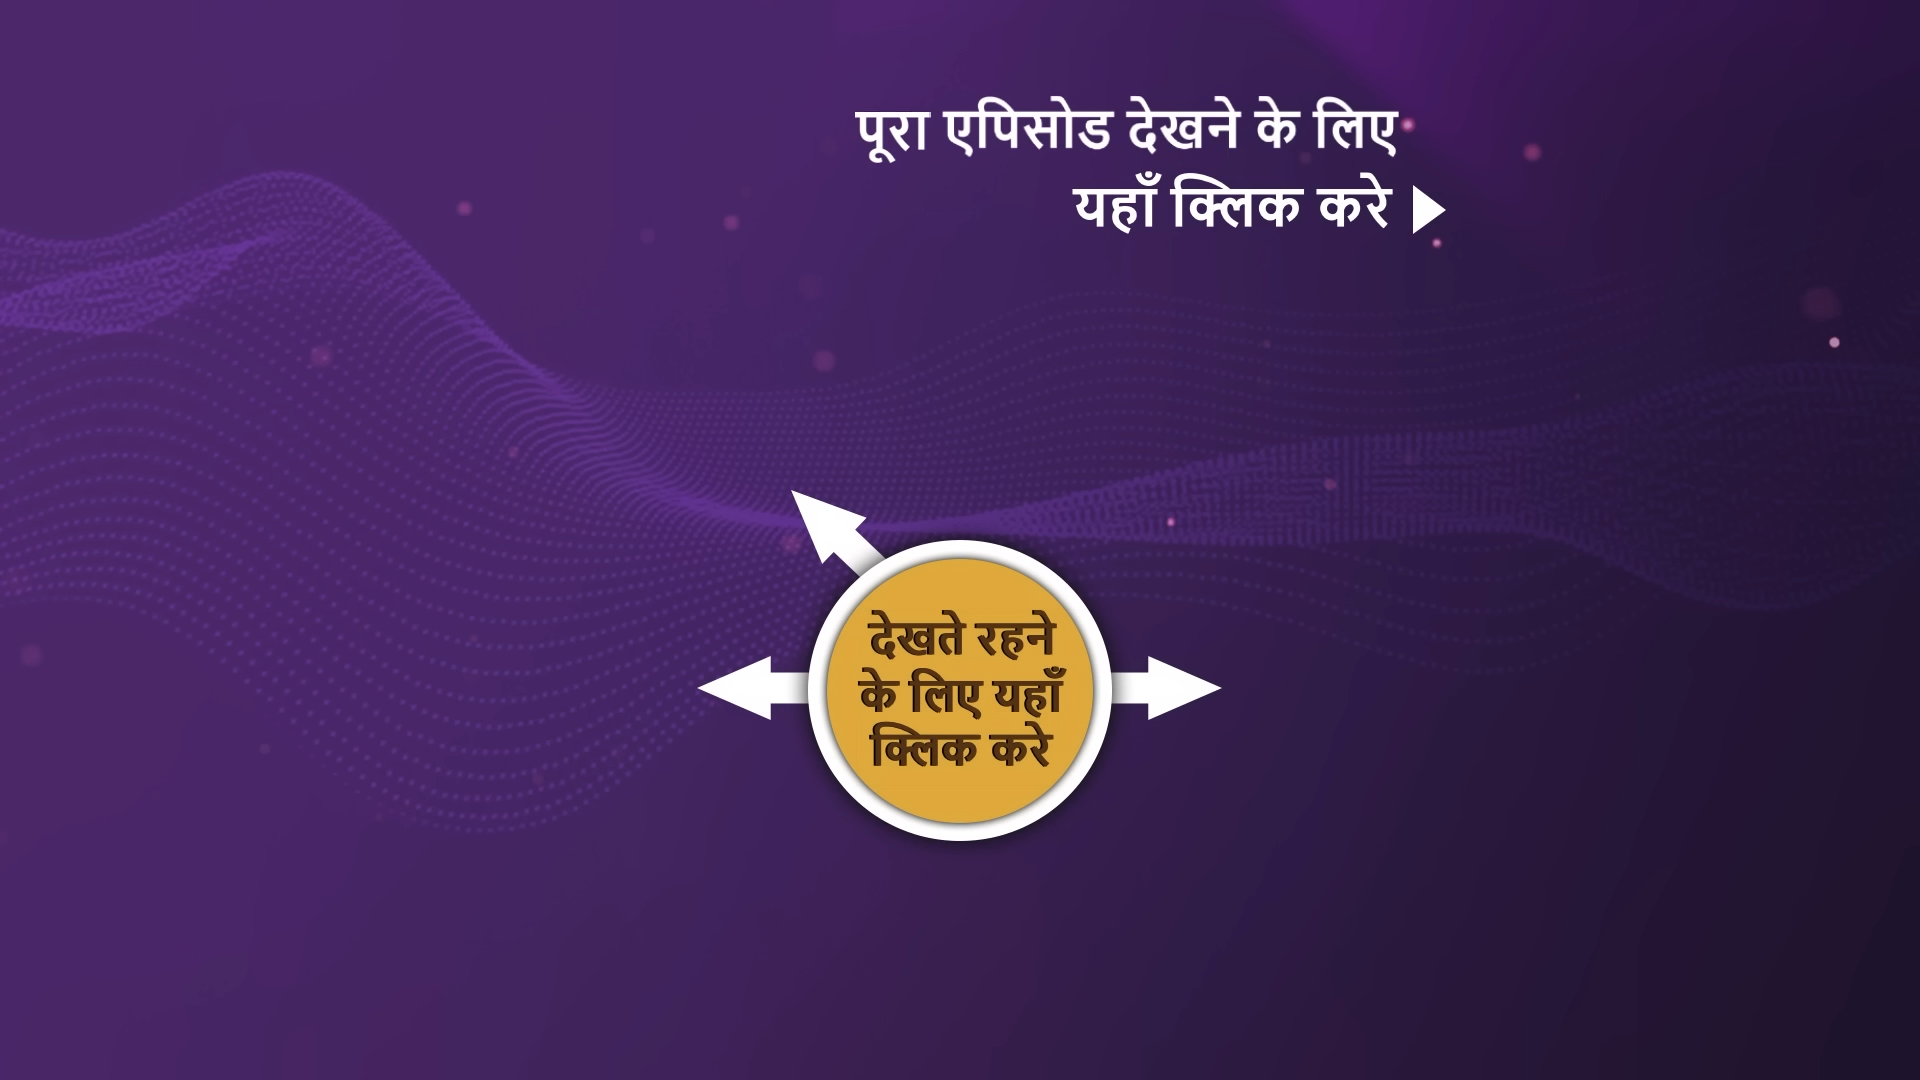 पूरा एपिसोड देखने के लिए
यहाँ क्लिक करे
देखते रहने
के लिए यहाँ
क्लिक करे